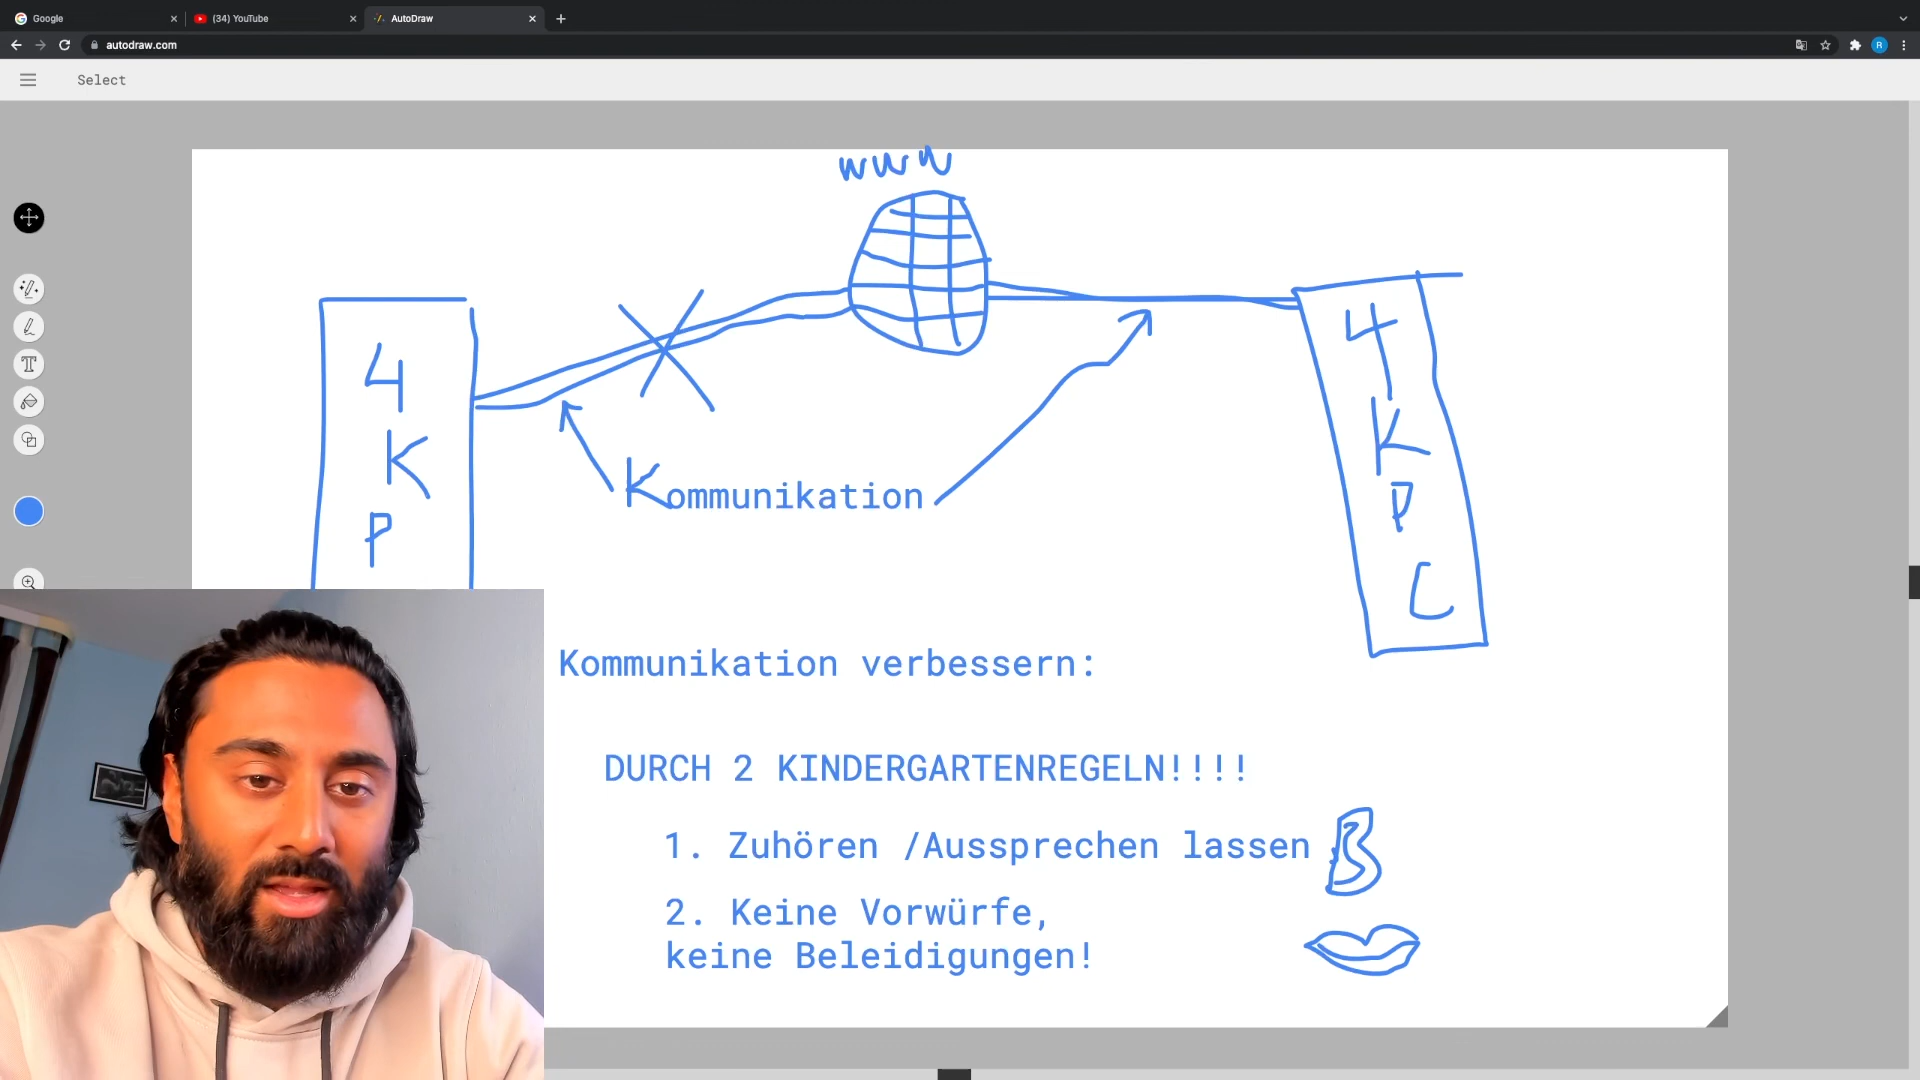 Google
(34) YouTube
AutoDraw
autodraw.com
R
Select
www
4
K
P
4
K
P
C
Kommunikation
Kommunikation verbessern:
DURCH 2 KINDERGARTENREGELN!!!!
1. Zuhören /Aussprechen lassen
2. Keine Vorwürfe,
keine Beleidigungen!